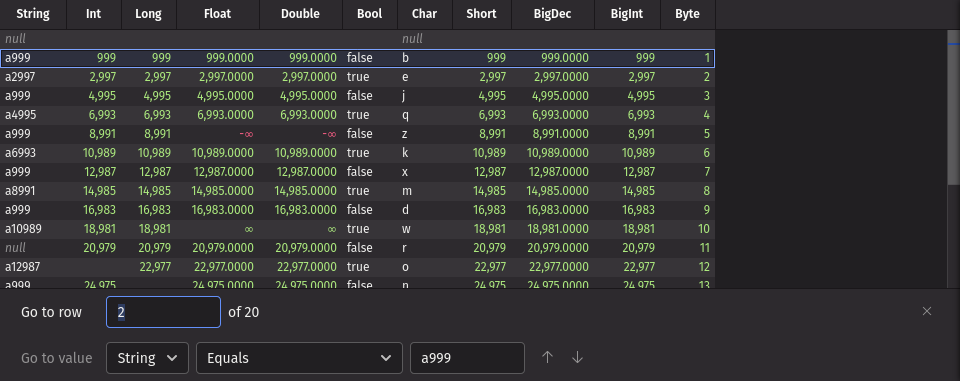 String Int Long Float Double Bool Char Short BigDec BigInt Byte
null null
a999 999 999 999.0000 999.0000 false b 999 999.0000 999 1
a2997 2,997 2,997 2,997.0000 2,997.0000 true e 2,997 2,997.0000 2,997 2
a999 4,995 4,995 4,995.0000 4,995.0000 false j 4,995 4,995.0000 4,995 3
a4995 6,993 6,993 6,993.0000 6,993.0000 true q 6,993 6,993.0000 6,993 4
a999 8,991 8,991 -∞ -∞ false z 8,991 8,991.0000 8,991 5
a6993 10,989 10,989 10,989.0000 10,989.0000 true k 10,989 10,989.0000 10,989 6
a999 12,987 12,987 12,987.0000 12,987.0000 false x 12,987 12,987.0000 12,987 7
a8991 14,985 14,985 14,985.0000 14,985.0000 true m 14,985 14,985.0000 14,985 8
a999 16,983 16,983 16,983.0000 16,983.0000 false d 16,983 16,983.0000 16,983 9
a10989 18,981 18,981 ∞ ∞ true w 18,981 18,981.0000 18,981 10
null 20,979 20,979 20,979.0000 20,979.0000 false r 20,979 20,979.0000 20,979 11
a12987 22,977 22,977.0000 22,977.0000 true o 22,977 22,977.0000 22,977 12
a999 24,975 24,975.0000 24,975.0000 false n 24,975 24,975.0000 24,975 13
Go to row 2 of 20
Go to value String Equals a999